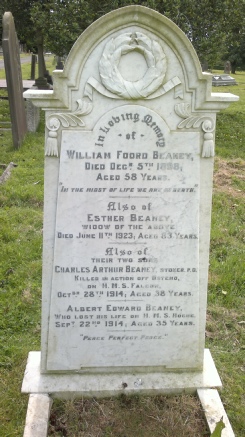 In Loving Memory
of
WILLIAM FOORD BEANEY,
DIED DECR 5TH 1898,
AGED 58 YEARS.
"IN THE MIDST OF LIFE WE ARE IN DEATH."
Also of
ESTHER BEANEY,
WIDOW OF THE ABOVE
DIED JUNE 11TH 1923, AGED 83 YEARS.
Also of
THEIR TWO SONS
CHARLES ARTHUR BEANEY,
KILLED IN ACTION OFF OSTEND,
ON H.M.S. FALCON,
OCTR 28TH 1914, AGED 38 YEARS.
ALBERT EDWARD BEANEY,
WHO LOST HIS LIFE ON H.M.S. HOGUE,
SEPT 22ND 1914, AGED 35 YEARS.
"PEACE PERFECT PEACE"